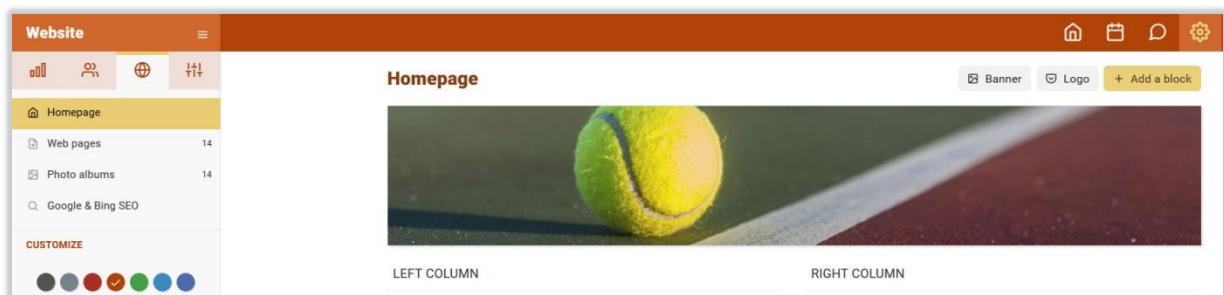 Website
Homepage
Banner
Logo
+ Add a block
Homepage
Web pages 14
Photo albums 14
Google & Bing SEO
CUSTOMIZE
LEFT COLUMN
RIGHT COLUMN